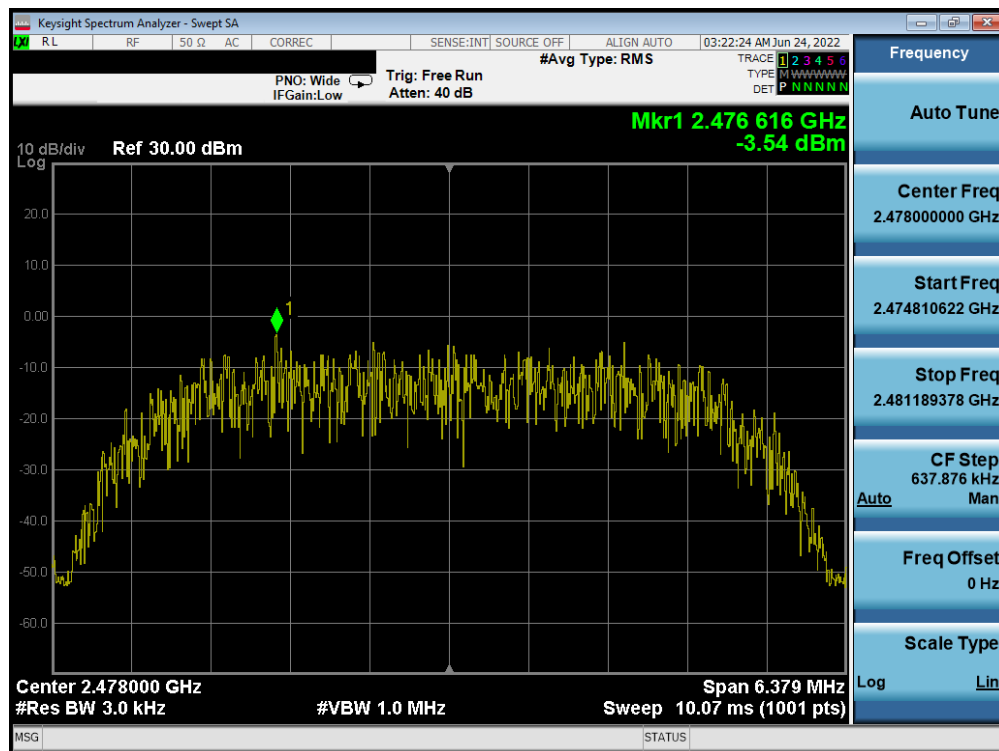 Keysight Spectrum Analyzer - Swept SA
LXI RL RF 50 Ω AC CORREC SENSE:INT SOURCE OFF ALIGN AUTO 03:22:24 AM Jun 24, 2022
#Avg Type: RMS
TRACE 1 2 3 4 5 6
TYPE M WWWWW
DET P N N N N N
PNO: Wide
IFGain:Low
Trig: Free Run
Atten: 40 dB
Mkr1 2.476 616 GHz
-3.54 dBm
10 dB/div Ref 30.00 dBm
Log
20.0
10.0
0.00
-10.0
-20.0
-30.0
-40.0
-50.0
-60.0
1
Center 2.478000 GHz Span 6.379 MHz
#Res BW 3.0 kHz #VBW 1.0 MHz Sweep 10.07 ms (1001 pts)
MSG STATUS
Frequency
Auto Tune
Center Freq
2.478000000 GHz
Start Freq
2.474810622 GHz
Stop Freq
2.481189378 GHz
CF Step
637.876 kHz
Auto Man
Freq Offset
0 Hz
Scale Type
Log Lin